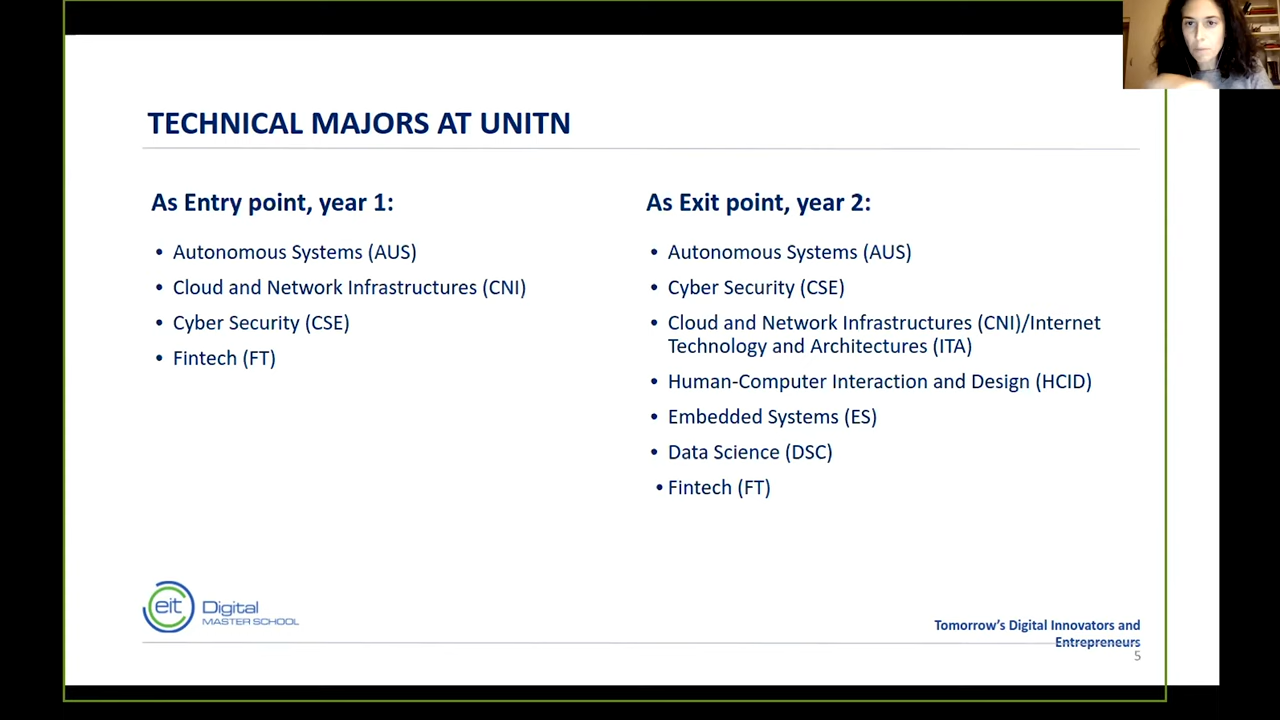 TECHNICAL MAJORS AT UNITN
As Entry point, year 1:
• Autonomous Systems (AUS)
• Cloud and Network Infrastructures (CNI)
• Cyber Security (CSE)
• Fintech (FT)
As Exit point, year 2:
• Autonomous Systems (AUS)
• Cyber Security (CSE)
• Cloud and Network Infrastructures (CNI)/Internet
Technology and Architectures (ITA)
• Human-Computer Interaction and Design (HCID)
• Embedded Systems (ES)
• Data Science (DSC)
• Fintech (FT)
eit Digital
MASTER SCHOOL
Tomorrow's Digital Innovators and
Entrepreneurs
5